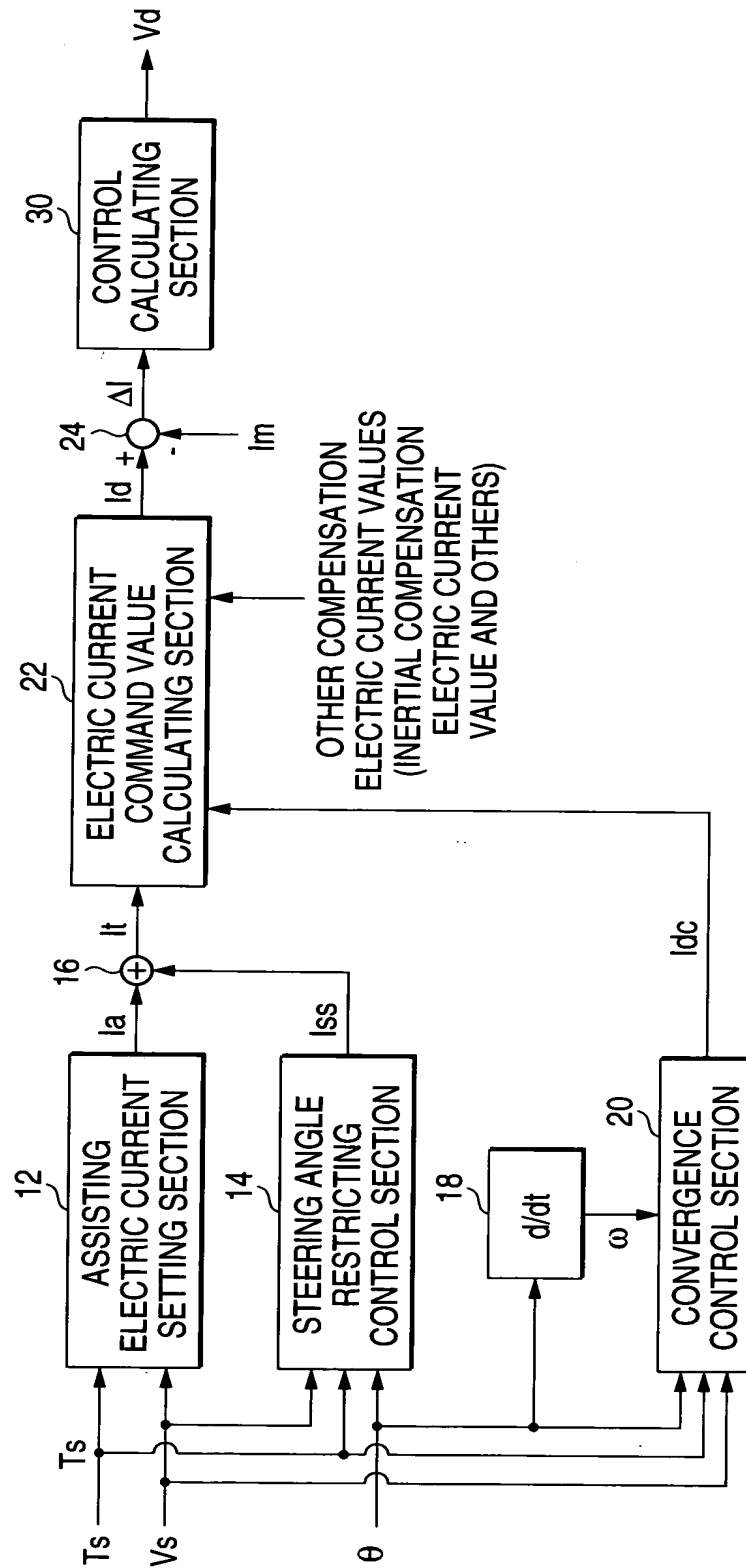 Ts
Vs
θ
Ts
12
ASSISTING
ELECTRIC CURRENT
SETTING SECTION
14
STEERING ANGLE
RESTRICTING
CONTROL SECTION
18
d/dt
ω
20
CONVERGENCE
CONTROL SECTION
Ia
16
+
It
Iss
Idc
22
ELECTRIC CURRENT
COMMAND VALUE
CALCULATING SECTION
OTHER COMPENSATION
ELECTRIC CURRENT VALUES
(INERTIAL COMPENSATION
ELECTRIC CURRENT
VALUE AND OTHERS)
Id
+
-
24
Im
ΔI
30
CONTROL
CALCULATING
SECTION
Vd